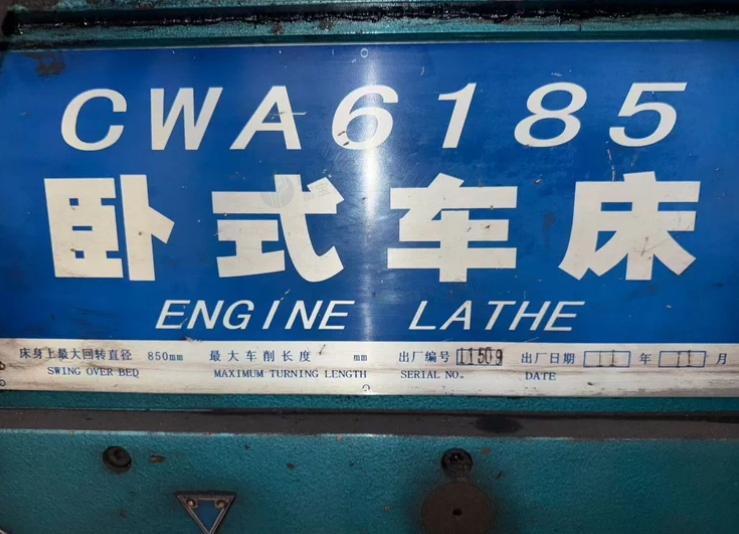 CWA6185
卧式车床
ENGINE LATHE
床身上最大回转直径 850mm 最大车削长度 mm 出厂编号 11509 出厂日期 11 年 11 月
SWING OVER BED MAXIMUM TURNING LENGTH SERIAL NO. DATE